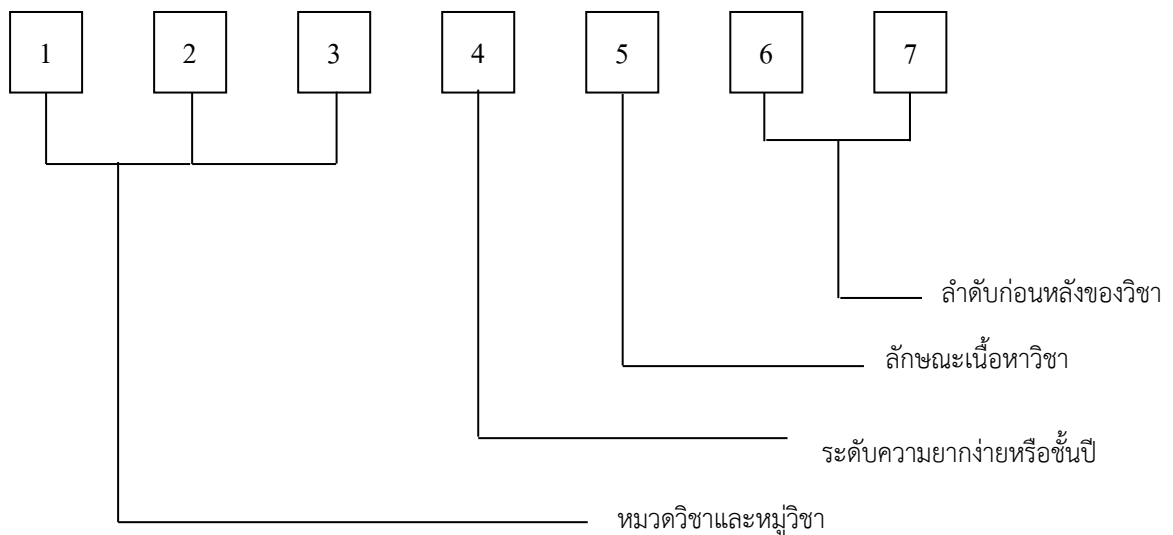 1 2 3 4 5 6 7
ลำดับก่อนหลังของวิชา
ลักษณะเนื้อหาวิชา
ระดับความยากง่ายหรือชั้นปี
หมวดวิชาและหมู่วิชา